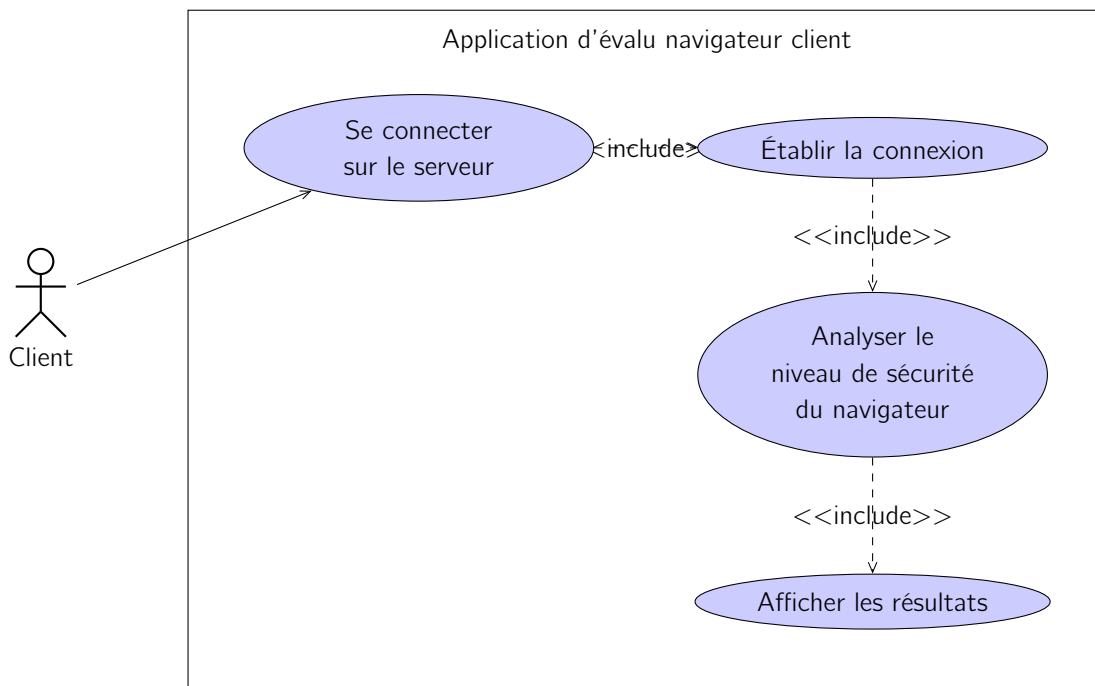 Application d'évalu navigateur client
Se connecter
sur le serveur
<include>
Établir la connexion
<<include>>
Client
Analyser le
niveau de sécurité
du navigateur
<<include>>
Afficher les résultats